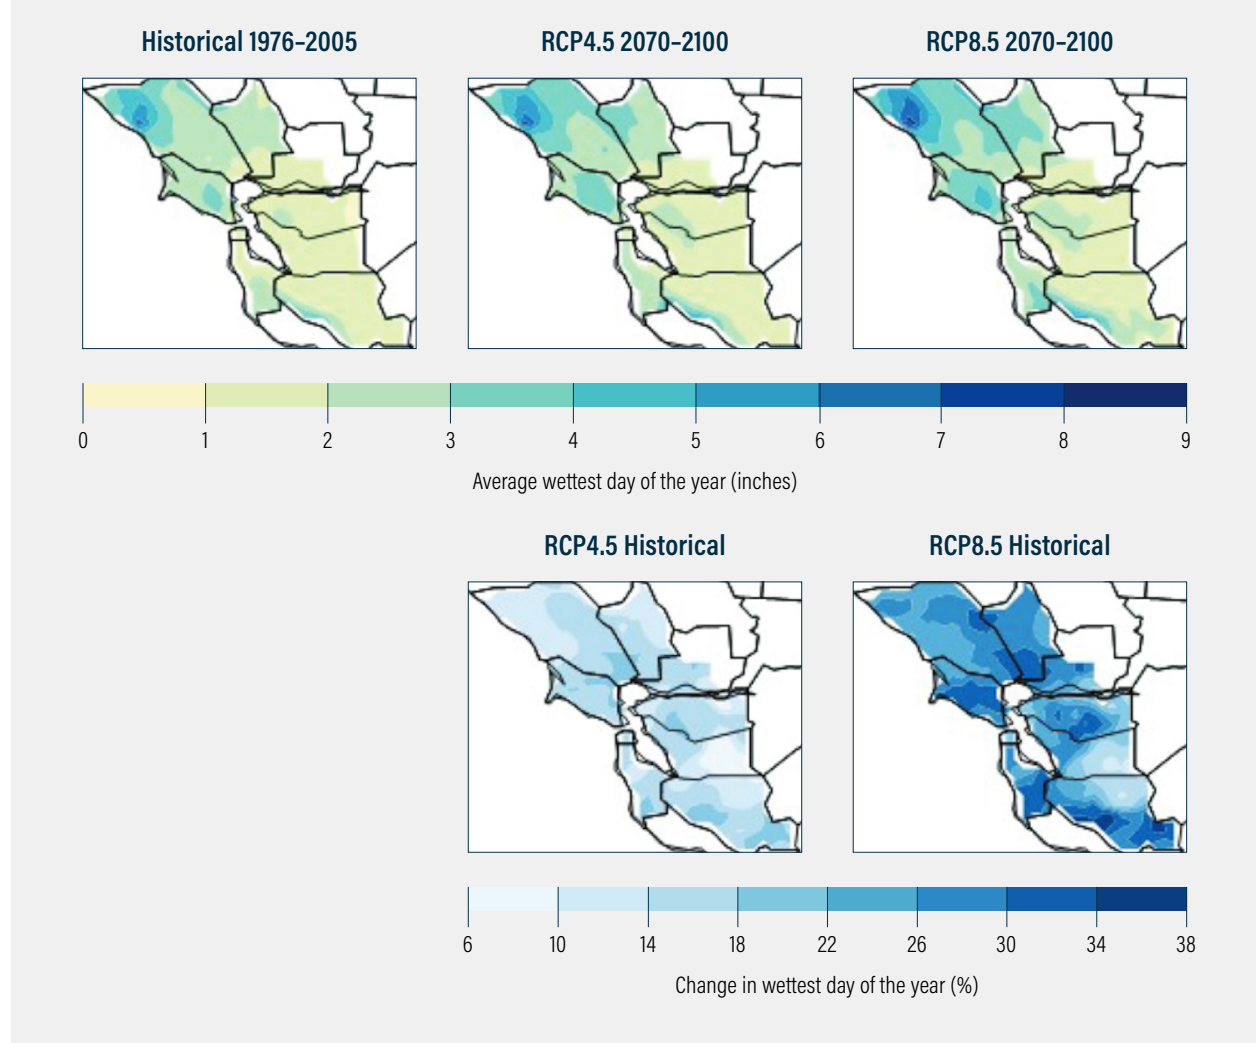 Historical 1976–2005
RCP4.5 2070–2100
RCP8.5 2070–2100
0 1 2 3 4 5 6 7 8 9
Average wettest day of the year (inches)
RCP4.5 Historical
RCP8.5 Historical
6 10 14 18 22 26 30 34 38
Change in wettest day of the year (%)